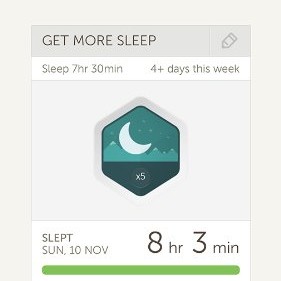 GET MORE SLEEP
Sleep 7hr 30min 4+ days this week
x5
SLEPT
SUN, 10 NOV
8 hr 3 min